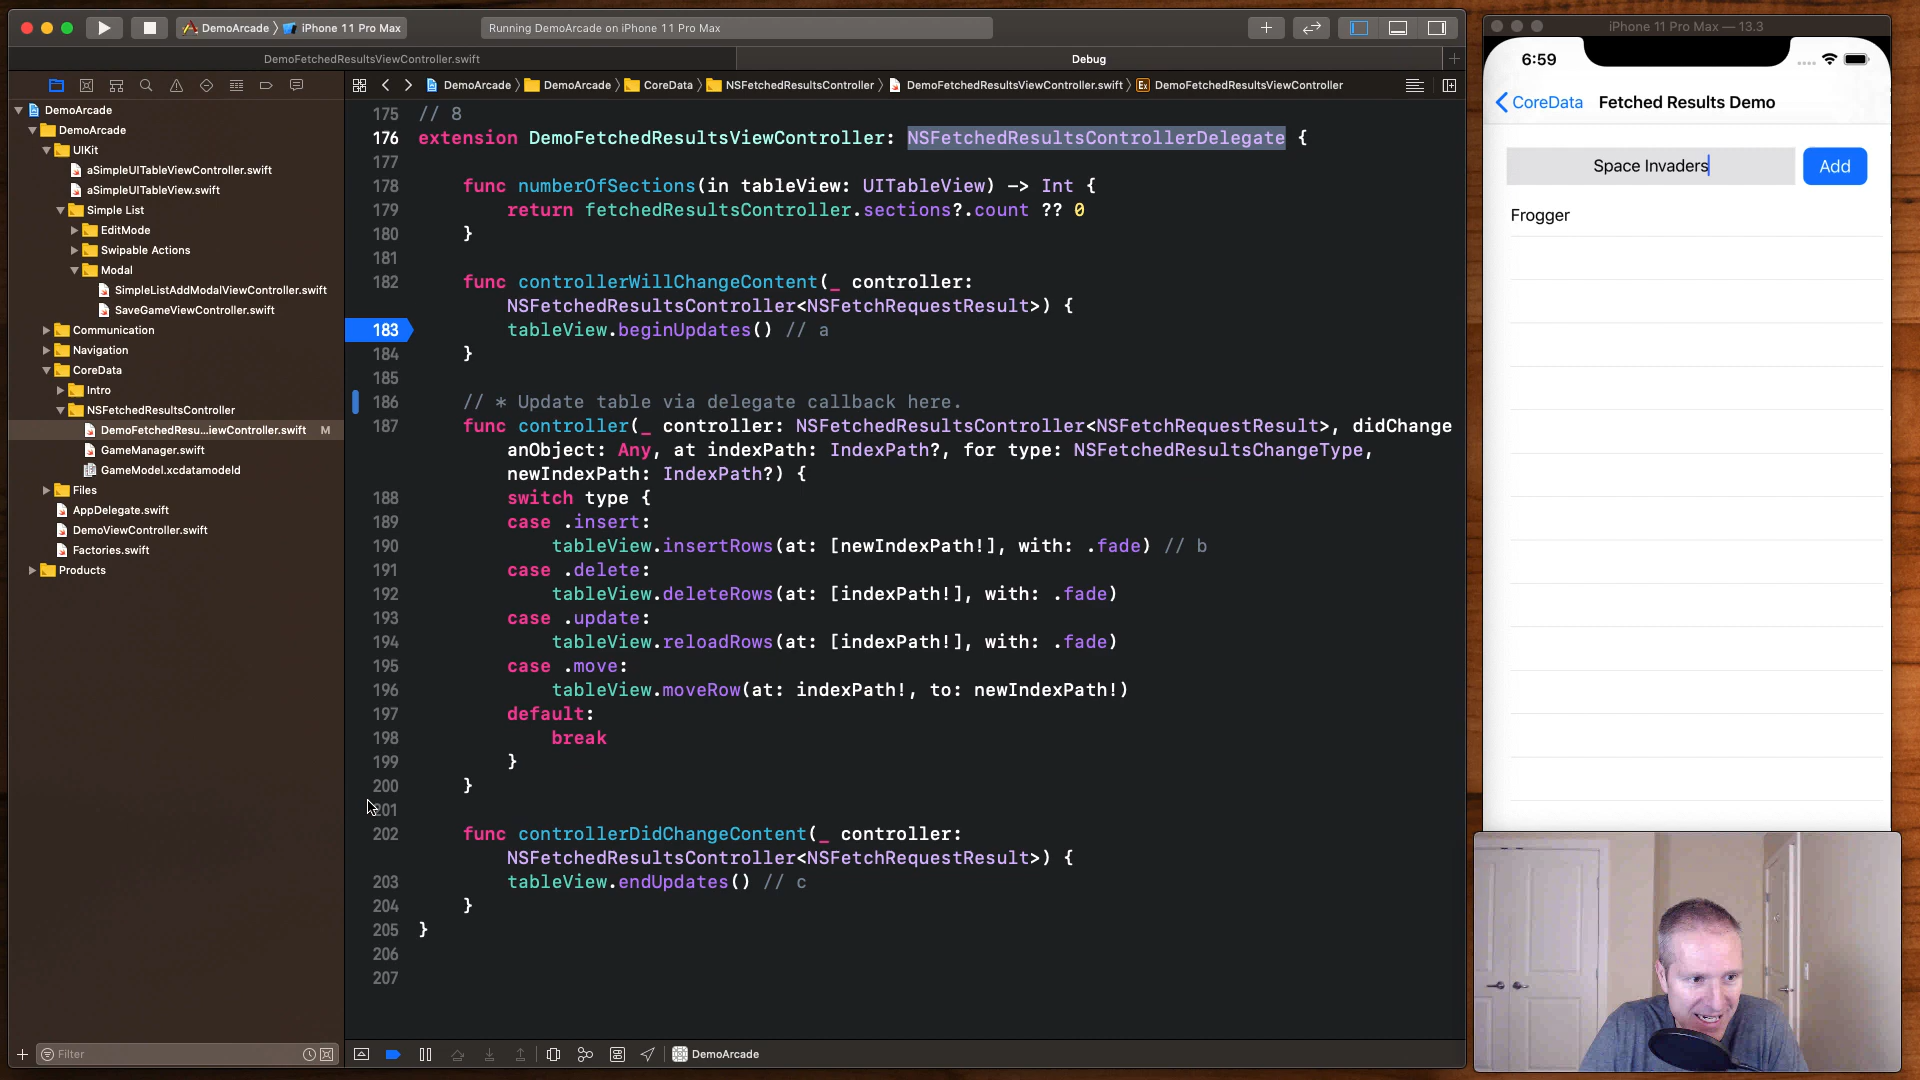 DemoArcade 〉 iPhone 11 Pro Max
Running DemoArcade on iPhone 11 Pro Max
DemoFetchedResultsViewController.swift
Debug
DemoArcade 〉 DemoArcade 〉 CoreData 〉 NSFetchedResultsController 〉 DemoFetchedResultsViewController.swift 〉 DemoFetchedResultsViewController
DemoArcade
DemoArcade
UIKit
aSimpleUITableViewController.swift
aSimpleUITableView.swift
Simple List
EditMode
Swipable Actions
Modal
SimpleListAddModalViewController.swift
SaveGameViewController.swift
Communication
Navigation
CoreData
Intro
NSFetchedResultsController
DemoFetchedResu...iewController.swift M
GameManager.swift
GameModel.xcdatamodeld
Files
AppDelegate.swift
DemoViewController.swift
Factories.swift
Products
Filter
175 // 8
176 extension DemoFetchedResultsViewController: NSFetchedResultsControllerDelegate {
177
178 func numberOfSections(in tableView: UITableView) -> Int {
179 return fetchedResultsController.sections?.count ?? 0
180 }
181
182 func controllerWillChangeContent(_ controller:
NSFetchedResultsController<NSFetchRequestResult>) {
183 tableView.beginUpdates() // a
184 }
185
186 // * Update table via delegate callback here.
187 func controller(_ controller: NSFetchedResultsController<NSFetchRequestResult>, didChange
anObject: Any, at indexPath: IndexPath?, for type: NSFetchedResultsChangeType,
newIndexPath: IndexPath?) {
188 switch type {
189 case .insert:
190 tableView.insertRows(at: [newIndexPath!], with: .fade) // b
191 case .delete:
192 tableView.deleteRows(at: [indexPath!], with: .fade)
193 case .update:
194 tableView.reloadRows(at: [indexPath!], with: .fade)
195 case .move:
196 tableView.moveRow(at: indexPath!, to: newIndexPath!)
197 default:
198 break
199 }
200 }
201
202 func controllerDidChangeContent(_ controller:
NSFetchedResultsController<NSFetchRequestResult>) {
203 tableView.endUpdates() // c
204 }
205 }
206
207
DemoArcade
iPhone 11 Pro Max — 13.3
6:59
CoreData Fetched Results Demo
Space Invaders Add
Frogger